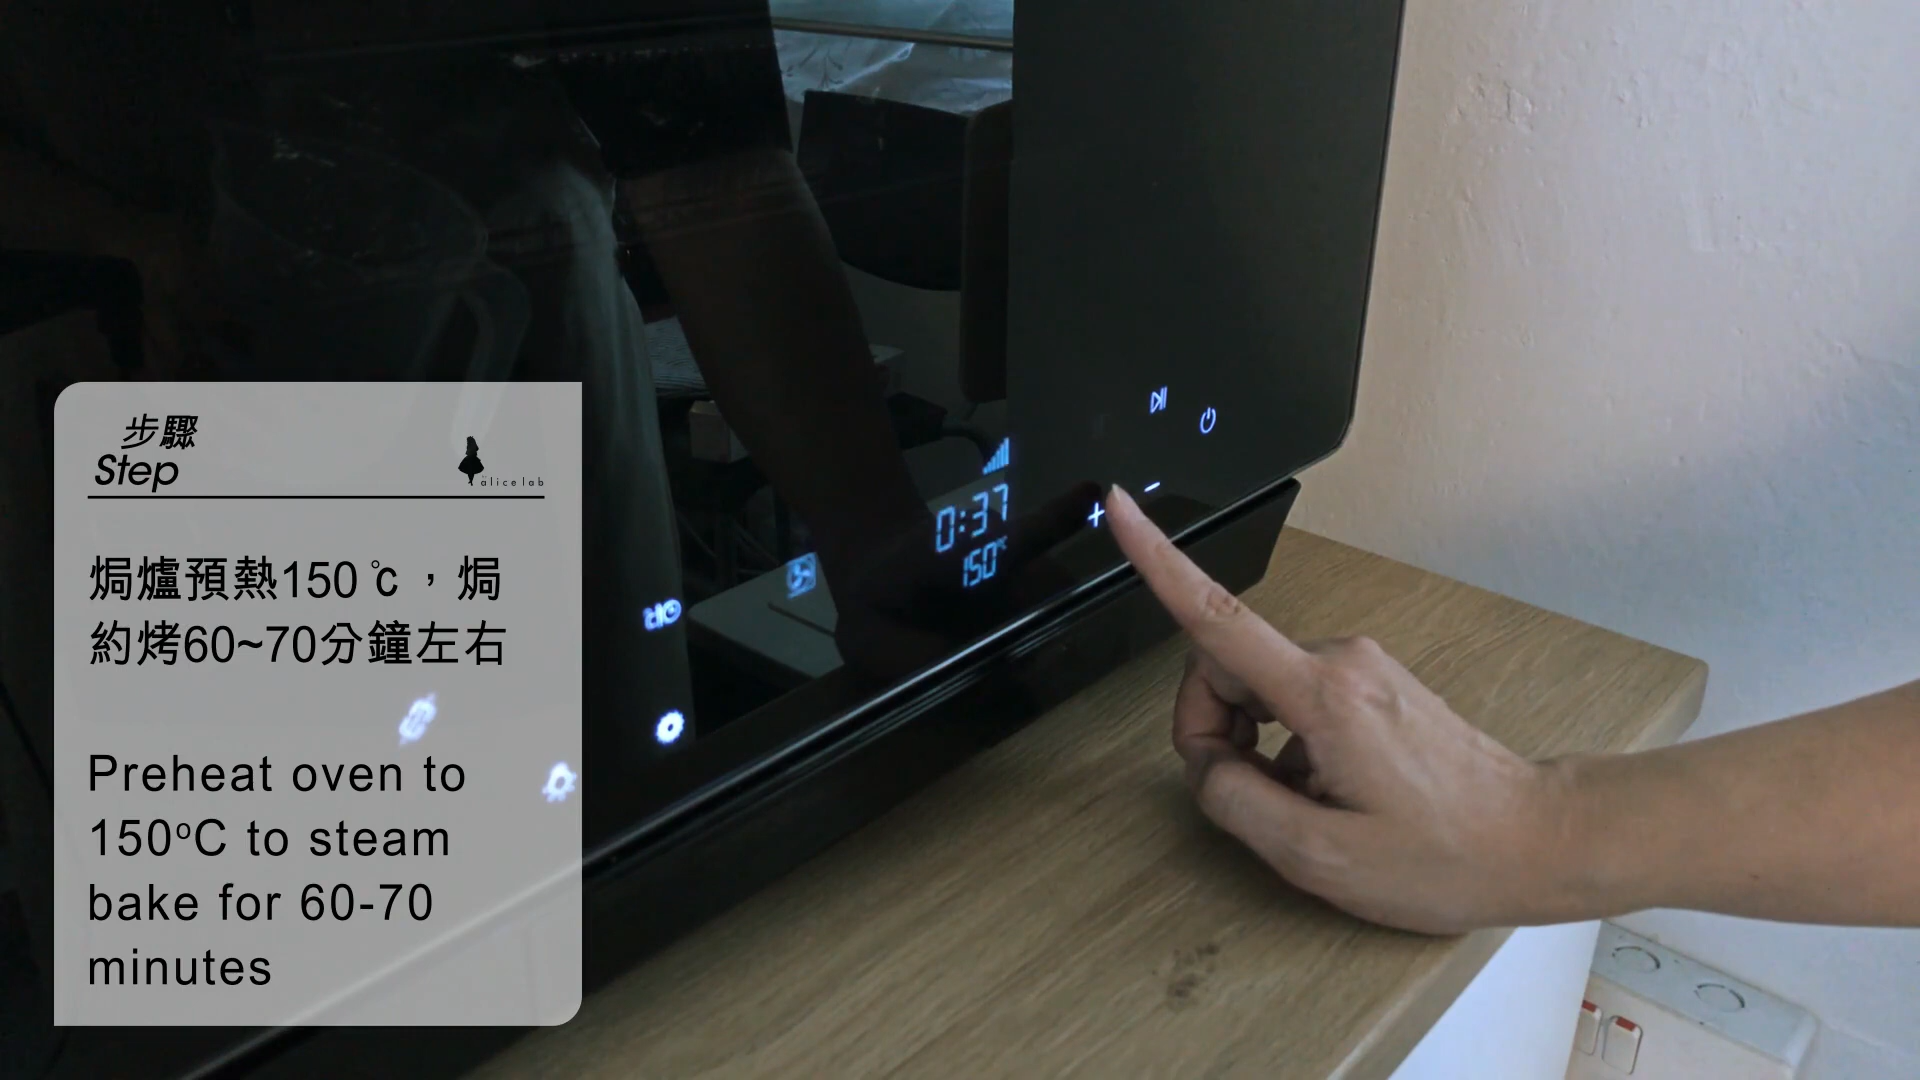 步驟
Step
alice lab
焗爐預熱150℃，焗
約烤60~70分鐘左右
Preheat oven to
150ºC to steam
bake for 60-70
minutes
0:37
150℃